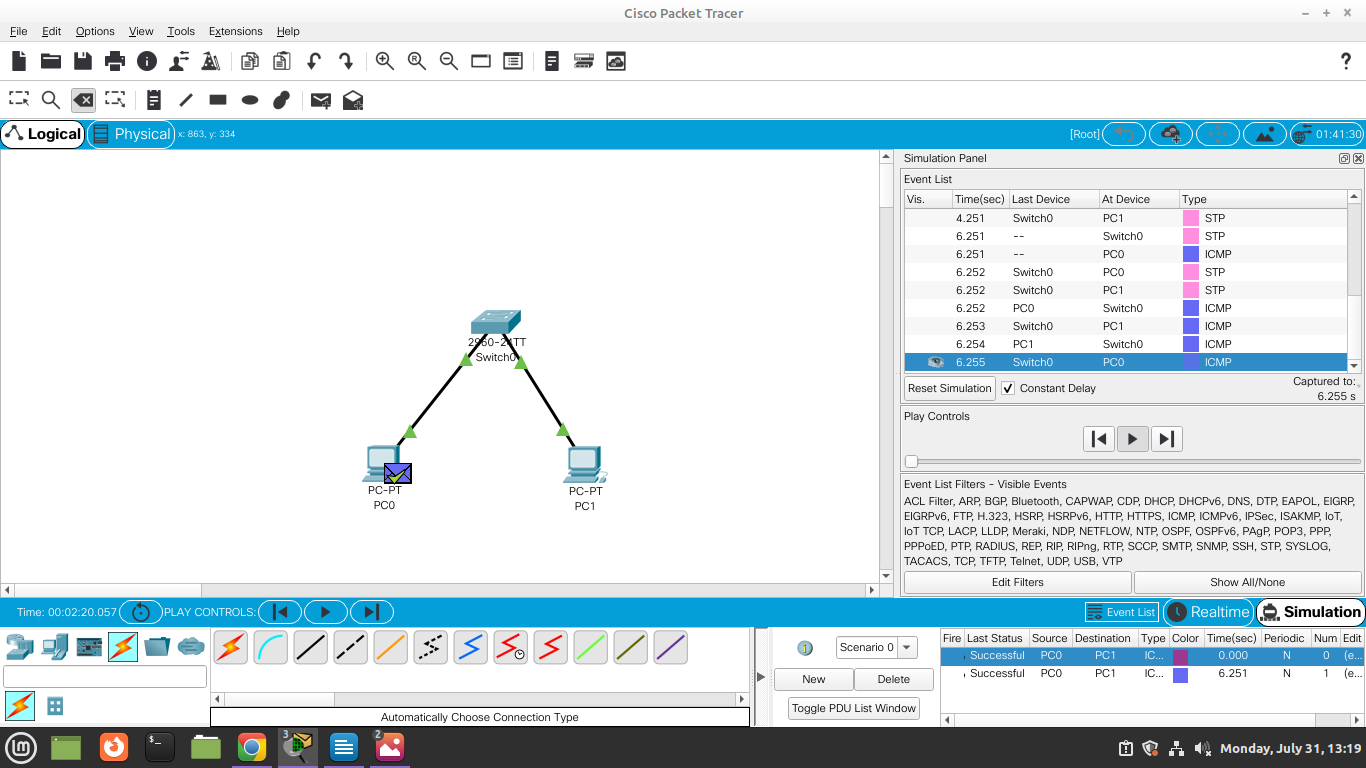 Cisco Packet Tracer
File Edit Options View Tools Extensions Help
?
Logical Physical x: 863, y: 334 [Root] 01:41:30
2960-24TT
Switch0
PC-PT
PC0
PC-PT
PC1
Simulation Panel
Event List
Vis. Time(sec) Last Device At Device Type
4.251 Switch0 PC1 STP
6.251 -- Switch0 STP
6.251 -- PC0 ICMP
6.252 Switch0 PC0 STP
6.252 Switch0 PC1 STP
6.252 PC0 Switch0 ICMP
6.253 Switch0 PC1 ICMP
6.254 PC1 Switch0 ICMP
6.255 Switch0 PC0 ICMP
Reset Simulation Constant Delay Captured to:
6.255 s
Play Controls
Event List Filters - Visible Events
ACL Filter, ARP, BGP, Bluetooth, CAPWAP, CDP, DHCP, DHCPv6, DNS, DTP, EAPOL, EIGRP,
EIGRPv6, FTP, H.323, HSRP, HSRPv6, HTTP, HTTPS, ICMP, ICMPv6, IPSec, ISAKMP, IoT,
IoT TCP, LACP, LLDP, Meraki, NDP, NETFLOW, NTP, OSPF, OSPFv6, PAgP, POP3, PPP,
PPPoED, PTP, RADIUS, REP, RIP, RIPng, RTP, SCCP, SMTP, SNMP, SSH, STP, SYSLOG,
TACACS, TCP, TFTP, Telnet, UDP, USB, VTP
Edit Filters Show All/None
Time: 00:02:20.057 PLAY CONTROLS: Event List Realtime Simulation
Automatically Choose Connection Type
Scenario 0
New Delete
Toggle PDU List Window
Fire Last Status Source Destination Type Color Time(sec) Periodic Num Edit
Successful PC0 PC1 IC... 0.000 N 0 (e...
Successful PC0 PC1 IC... 6.251 N 1 (e...
3 2 Monday, July 31, 13:19